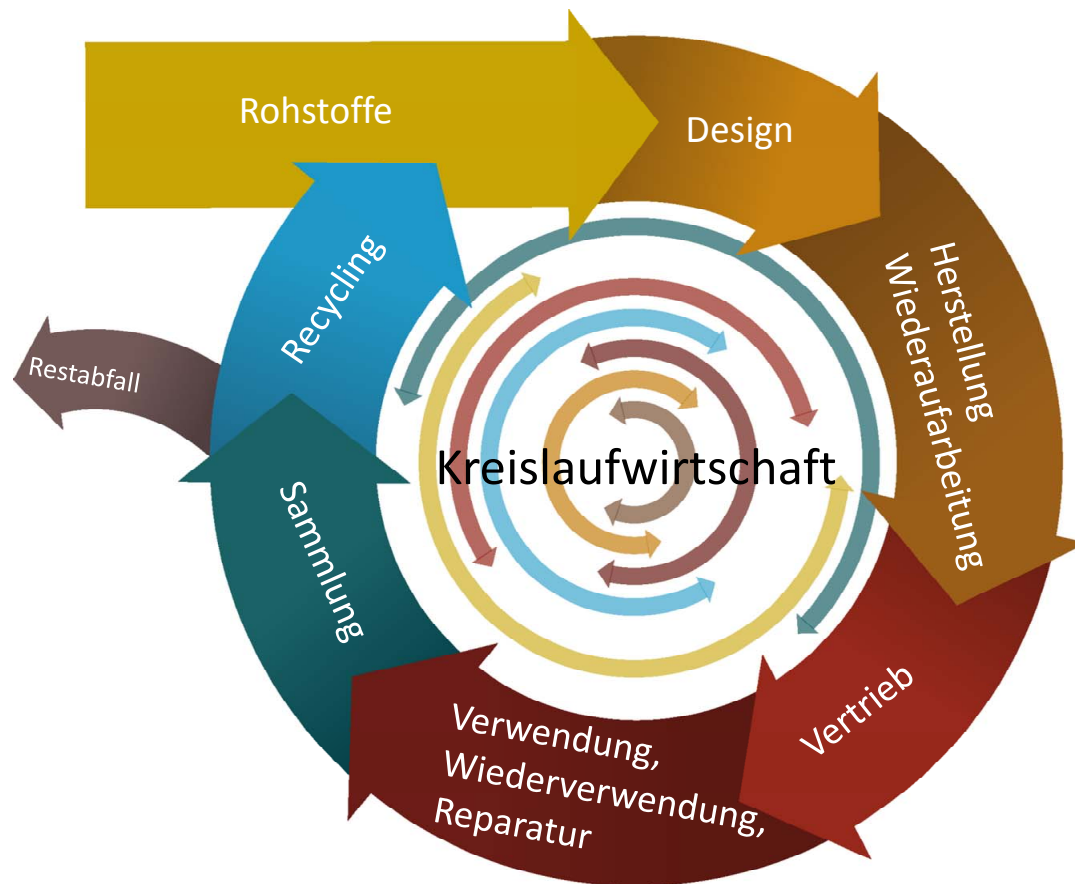 Rohstoffe
Design
Herstellung
Wiederaufarbeitung
Vertrieb
Verwendung,
Wiederverwendung,
Reparatur
Sammlung
Recycling
Restabfall
Kreislaufwirtschaft